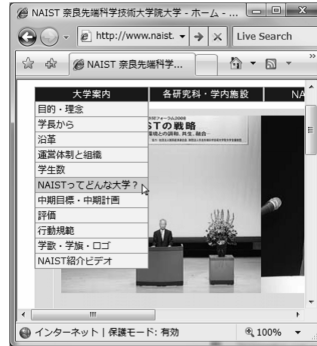 NAIST 奈良先端科学技術大学院大学 - ホーム - ...
http://www.naist.
Live Search
NAIST 奈良先端科学...
大学案内 各研究科・学内施設 NA
目的・理念
学長から
沿革
運営体制と組織
学生数
NAISTってどんな大学?
中期目標・中期計画
評価
行動規範
学歌・学旗・ロゴ
NAIST紹介ビデオ
STの戦略
インターネット | 保護モード: 有効 100%